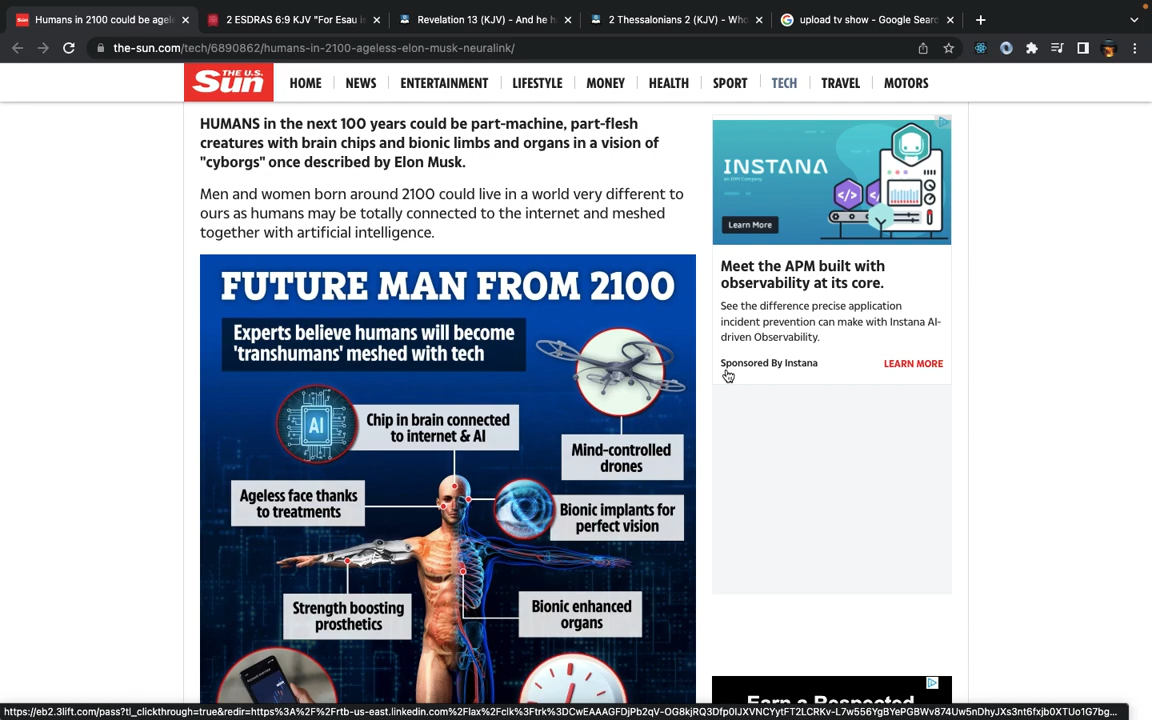 Humans in 2100 could be agele
2 ESDRAS 6:9 KJV "For Esau is
Revelation 13 (KJV) - And he h
2 Thessalonians 2 (KJV) - Who
upload tv show - Google Searc
the-sun.com/tech/6890862/humans-in-2100-ageless-elon-musk-neuralink/
THE U.S.
Sun
HOME
NEWS
ENTERTAINMENT
LIFESTYLE
MONEY
HEALTH
SPORT
TECH
TRAVEL
MOTORS
HUMANS in the next 100 years could be part-machine, part-flesh
creatures with brain chips and bionic limbs and organs in a vision of
"cyborgs" once described by Elon Musk.
Men and women born around 2100 could live in a world very different to
ours as humans may be totally connected to the internet and meshed
together with artificial intelligence.
FUTURE MAN FROM 2100
Experts believe humans will become
'transhumans' meshed with tech
AI
Chip in brain connected
to internet & AI
Mind-controlled
drones
Ageless face thanks
to treatments
Bionic implants for
perfect vision
Strength boosting
prosthetics
Bionic enhanced
organs
INSTANA
Learn More
Meet the APM built with
observability at its core.
See the difference precise application
incident prevention can make with Instana AI-
driven Observability.
Sponsored By Instana
LEARN MORE
Earn a Respected